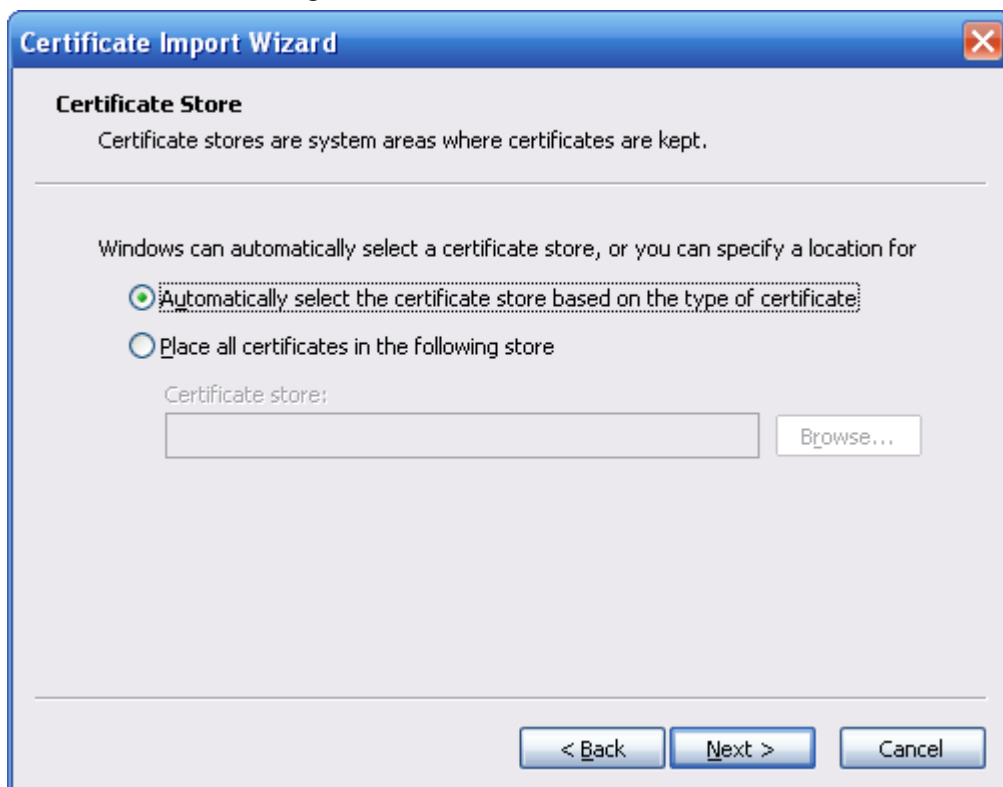 Certificate Import Wizard
Certificate Store
Certificate stores are system areas where certificates are kept.
Windows can automatically select a certificate store, or you can specify a location for
Automatically select the certificate store based on the type of certificate
Place all certificates in the following store
Certificate store:
Browse...
< Back Next > Cancel